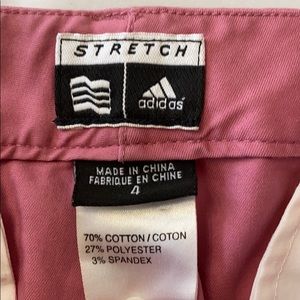 STRETCH
adidas
MADE IN CHINA
FABRIQUE EN CHINE
4
70% COTTON / COTON
27% POLYESTER
3% SPANDEX